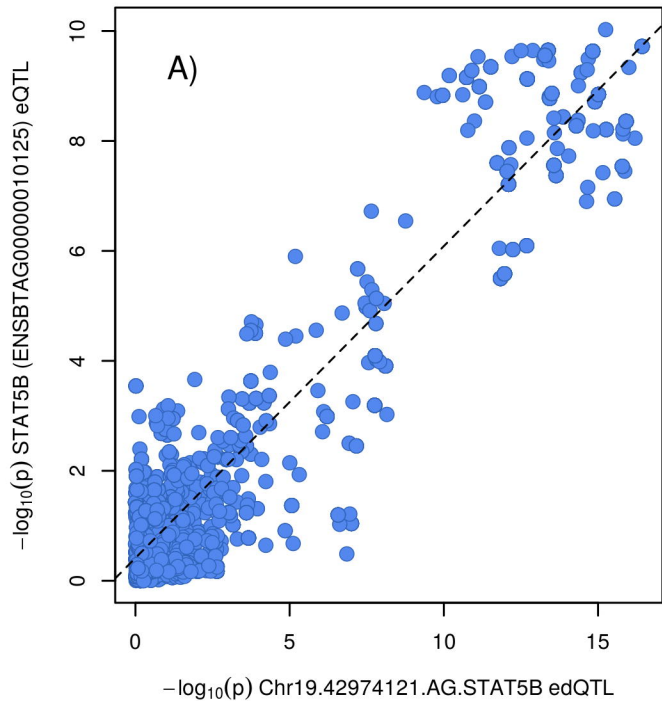 A)
−log₁₀(p) STAT5B (ENSBTAG00000010125) eQTL
10
8
6
4
2
0
0 5 10 15
−log₁₀(p) Chr19.42974121.AG.STAT5B edQTL